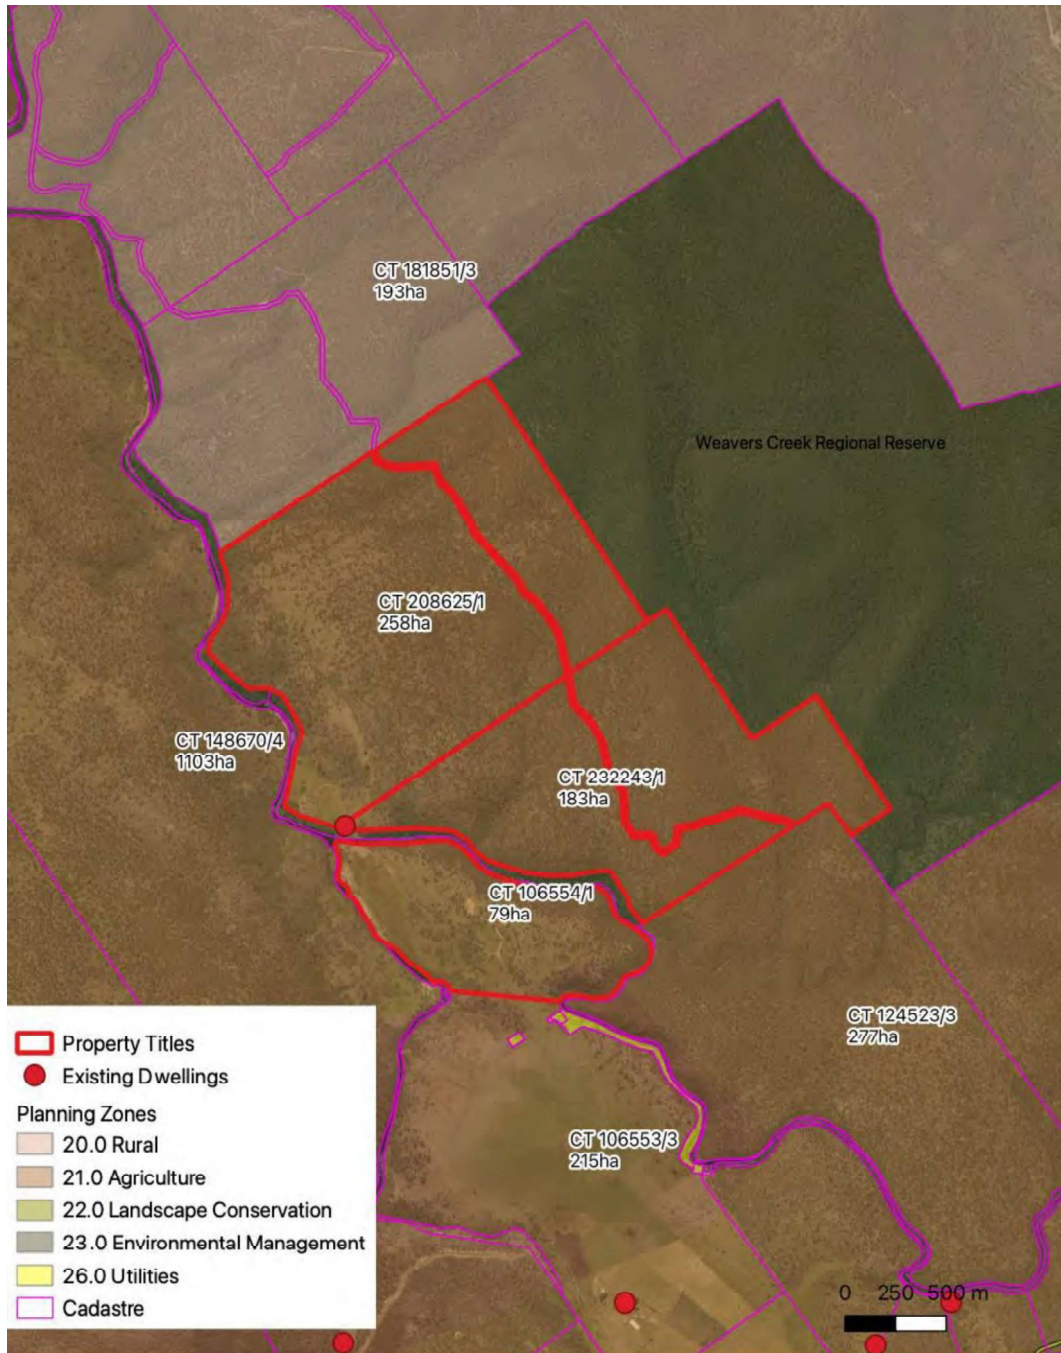 CT 181851/3
193ha
Weavers Creek Regional Reserve
CT 208625/1
258ha
CT 148670/4
1103ha
CT 232243/1
183ha
CT 106554/1
79ha
CT 124523/3
277ha
CT 106553/3
215ha
Property Titles
Existing Dwellings
Planning Zones
20.0 Rural
21.0 Agriculture
22.0 Landscape Conservation
23.0 Environmental Management
26.0 Utilities
Cadastre
0 250 500 m